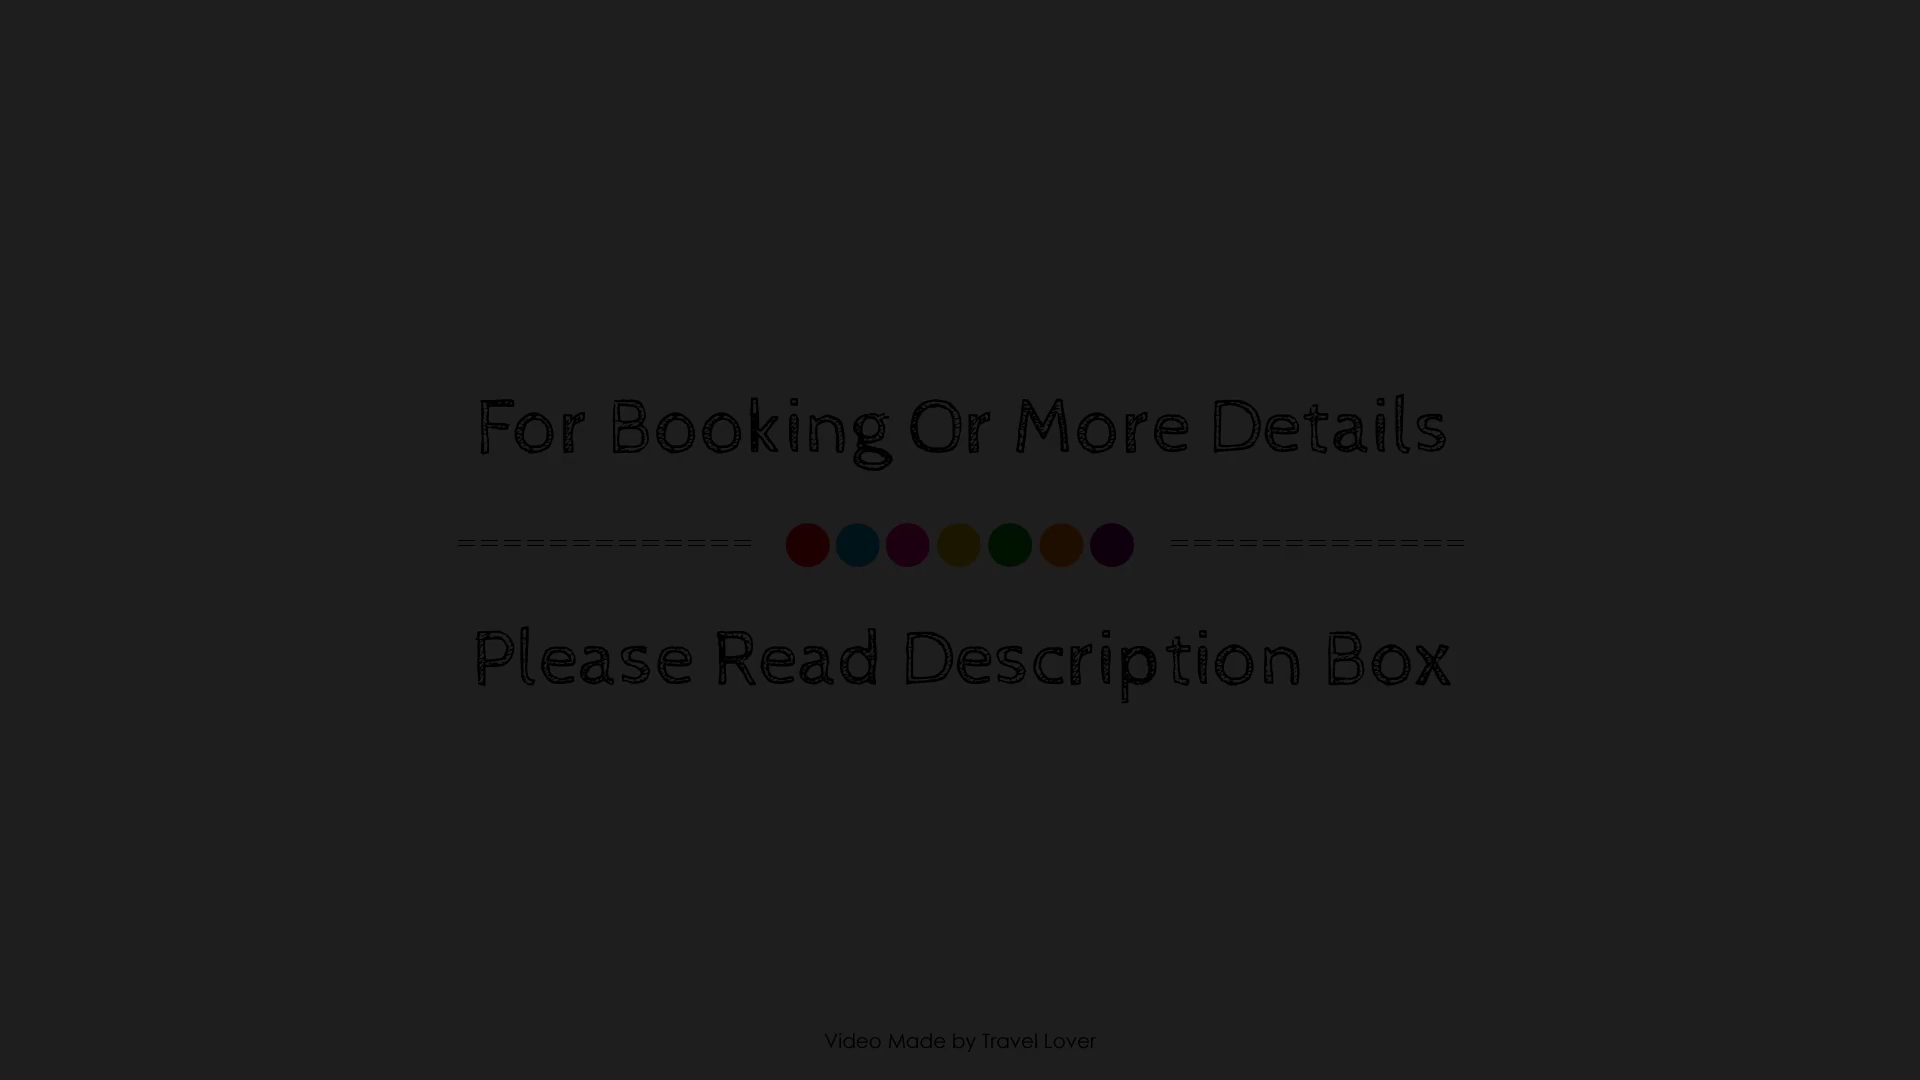 For Booking Or More Details
============= =============
Please Read Description Box
Video Made by Travel Lover